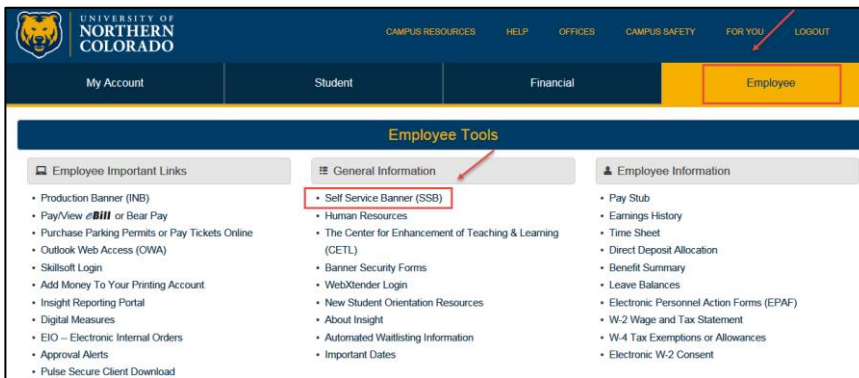 UNIVERSITY OF
NORTHERN
COLORADO
CAMPUS RESOURCES HELP OFFICES CAMPUS SAFETY FOR YOU LOGOUT
My Account Student Financial Employee
Employee Tools
Employee Important Links
• Production Banner (INB)
• Pay/View eBill or Bear Pay
• Purchase Parking Permits or Pay Tickets Online
• Outlook Web Access (OWA)
• Skillsoft Login
• Add Money To Your Printing Account
• Insight Reporting Portal
• Digital Measures
• EIO -- Electronic Internal Orders
• Approval Alerts
• Pulse Secure Client Download
General Information
• Self Service Banner (SSB)
• Human Resources
• The Center for Enhancement of Teaching & Learning
(CETL)
• Banner Security Forms
• WebXtender Login
• New Student Orientation Resources
• About Insight
• Automated Waitlisting Information
• Important Dates
Employee Information
• Pay Stub
• Earnings History
• Time Sheet
• Direct Deposit Allocation
• Benefit Summary
• Leave Balances
• Electronic Personnel Action Forms (EPAF)
• W-2 Wage and Tax Statement
• W-4 Tax Exemptions or Allowances
• Electronic W-2 Consent